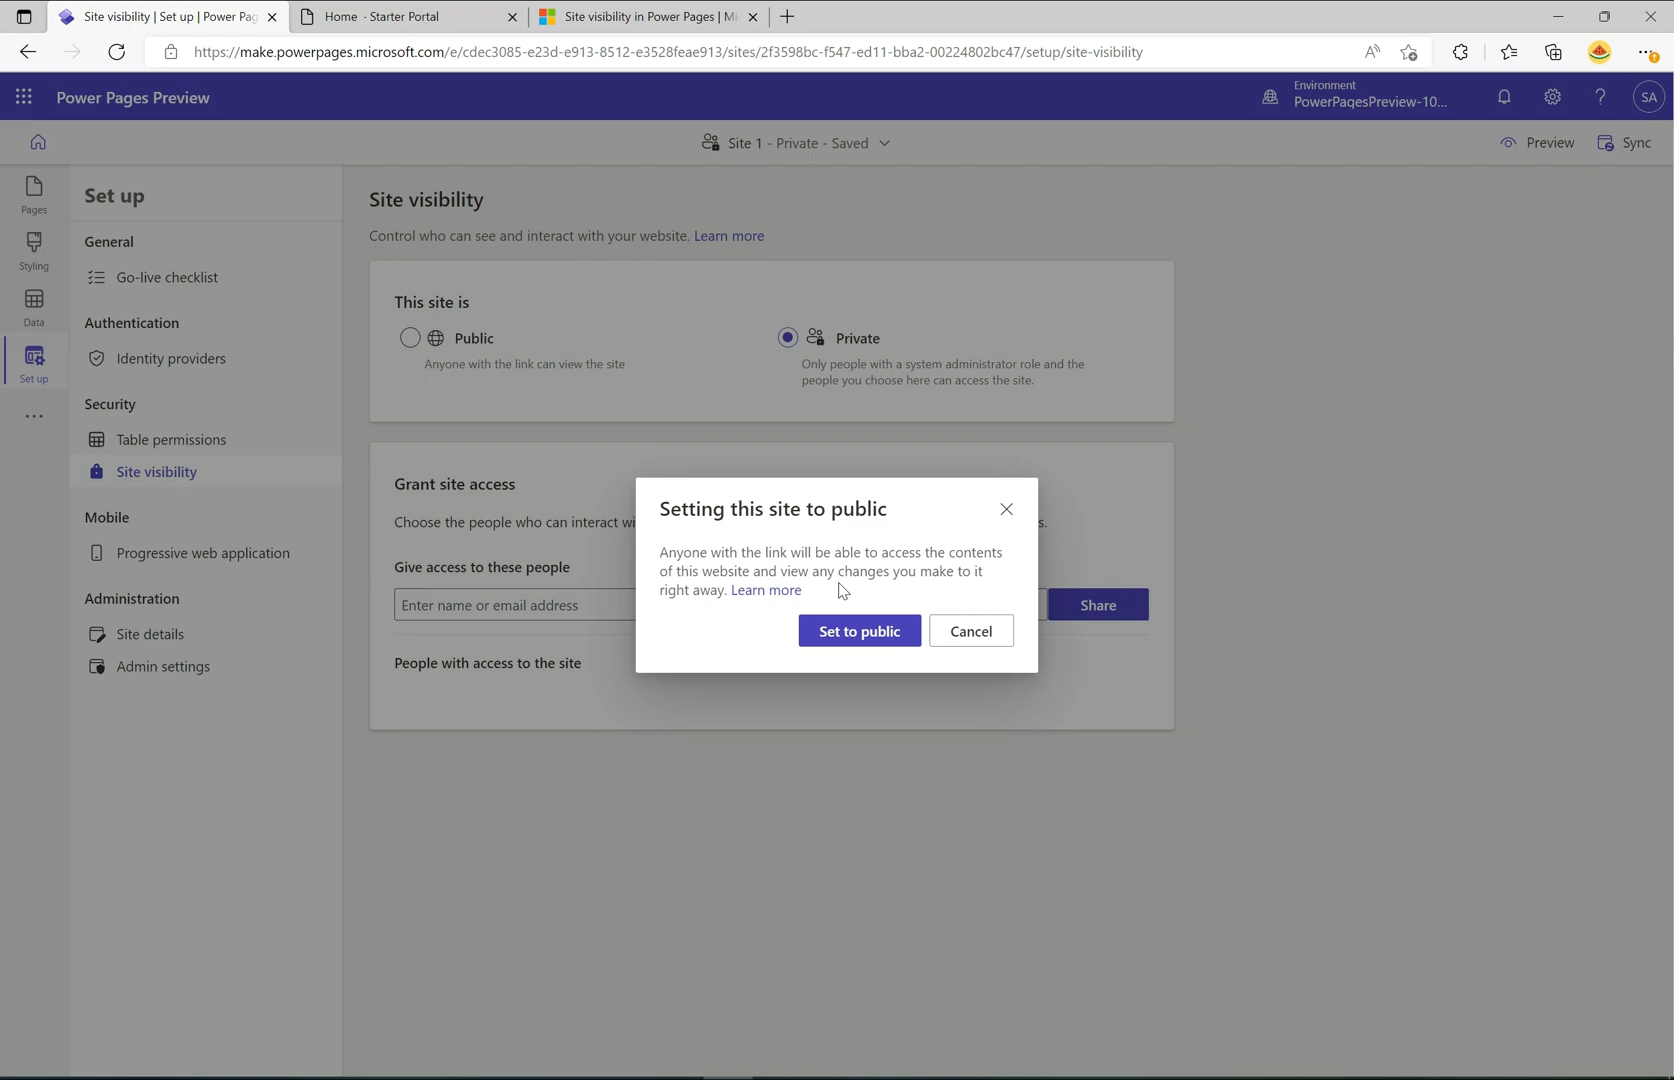 Site visibility | Set up | Power Pag
Home · Starter Portal
Site visibility in Power Pages | Mi
https://make.powerpages.microsoft.com/e/cdec3085-e23d-e913-8512-e3528feae913/sites/2f3598bc-f547-ed11-bba2-00224802bc47/setup/site-visibility
Power Pages Preview
Environment
PowerPagesPreview-10...
SA
Site 1 - Private - Saved
Preview
Sync
Pages
Styling
Data
Set up
Set up
General
Go-live checklist
Authentication
Identity providers
Security
Table permissions
Site visibility
Mobile
Progressive web application
Administration
Site details
Admin settings
Site visibility
Control who can see and interact with your website. Learn more
This site is
Public
Anyone with the link can view the site
Private
Only people with a system administrator role and the
people you choose here can access the site.
Grant site access
Choose the people who can interact wi
s.
Give access to these people
Enter name or email address
Share
People with access to the site
Setting this site to public
Anyone with the link will be able to access the contents
of this website and view any changes you make to it
right away. Learn more
Set to public
Cancel